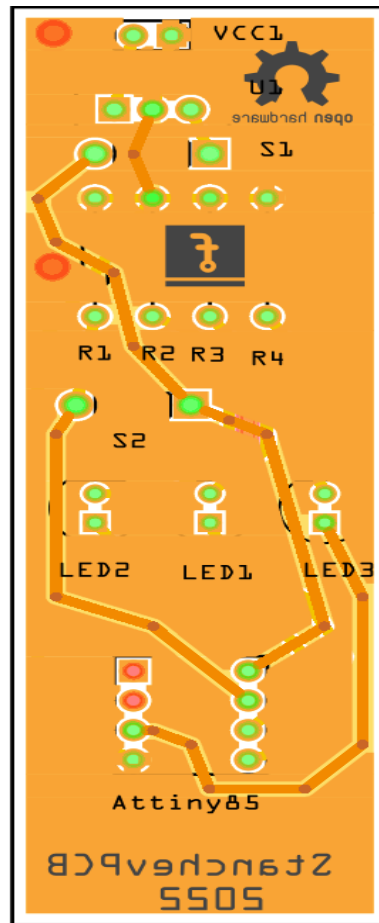 VCC1
U1
open hardware
S1
R1 R2 R3 R4
S2
LED2 LED1 LED3
Attiny85
StanchevPCB
2022